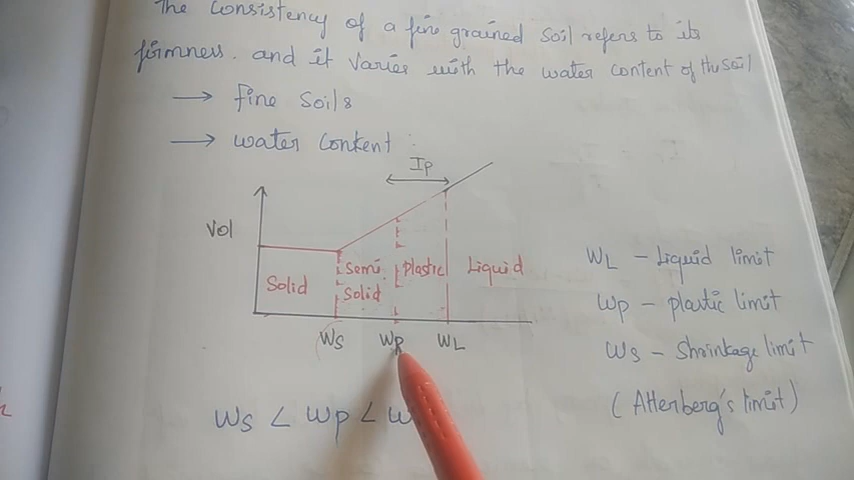 The Consistency of a fine grained Soil refers to its
firmness. and it varies with the water content of the soil
→ fine Soils
→ water Content :
Ip
Vol
Solid
Semi
Solid
Plastic
Liquid
Ws
Wp
WL
WL - Liquid limit
Wp - plastic limit
Ws - Shrinkage limit
(Atterberg's limit)
Ws < Wp < W